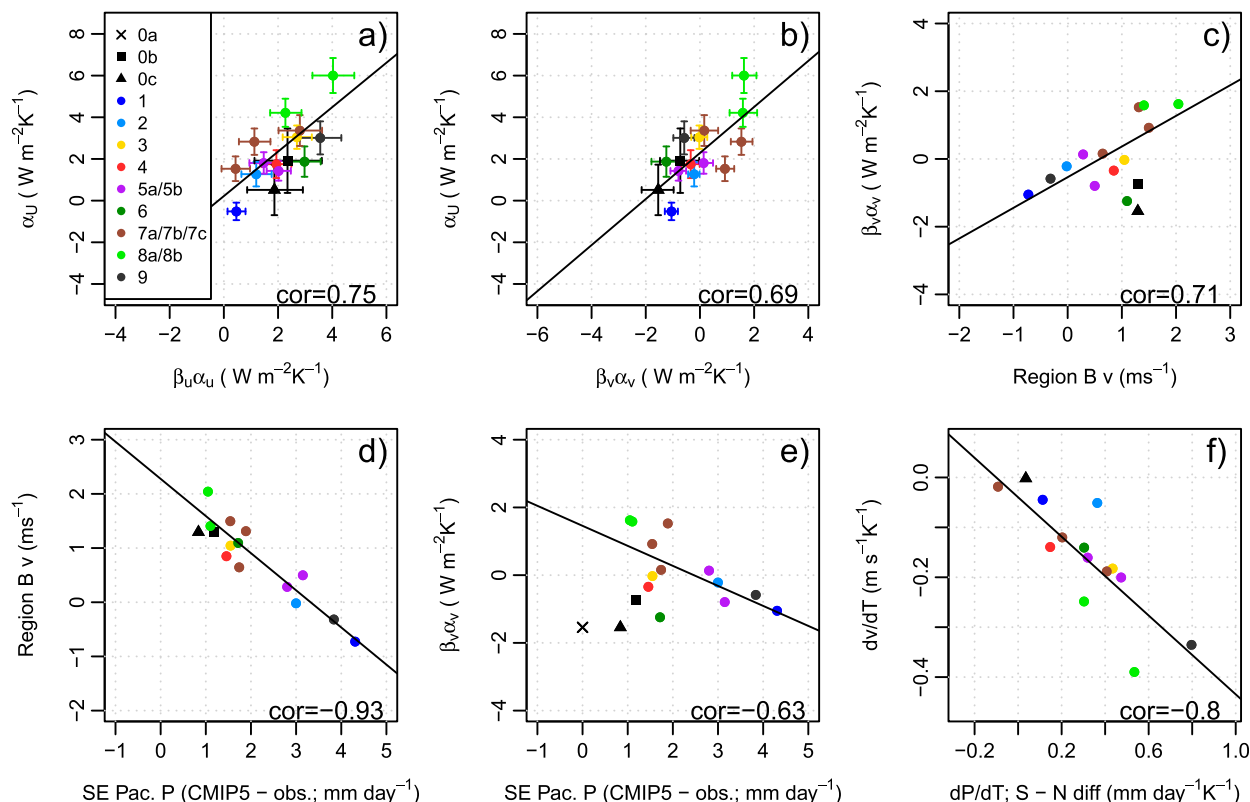 a)
0a
0b
0c
1
2
3
4
5a/5b
6
7a/7b/7c
8a/8b
9
cor=0.75
−4 −2 0 2 4 6
−4 −2 0 2 4 6 8
β_uα_u ( W m⁻²K⁻¹)
α_U ( W m⁻²K⁻¹)
b)
cor=0.69
−6 −4 −2 0 2 4
−4 −2 0 2 4 6 8
β_vα_v ( W m⁻²K⁻¹)
α_U ( W m⁻²K⁻¹)
c)
cor=0.71
−2 −1 0 1 2 3
−4 −2 0 2 4
Region B v (ms⁻¹)
β_vα_v ( W m⁻²K⁻¹)
d)
cor=−0.93
−1 0 1 2 3 4 5
−2 −1 0 1 2 3
SE Pac. P (CMIP5 − obs.; mm day⁻¹)
Region B v (ms⁻¹)
e)
cor=−0.63
−1 0 1 2 3 4 5
−4 −2 0 2 4
SE Pac. P (CMIP5 − obs.; mm day⁻¹)
β_vα_v ( W m⁻²K⁻¹)
f)
cor=−0.8
−0.2 0.2 0.6 1.0
−0.4 −0.2 0.0
dP/dT; S − N diff (mm day⁻¹K⁻¹)
dv/dT (m s⁻¹K⁻¹)